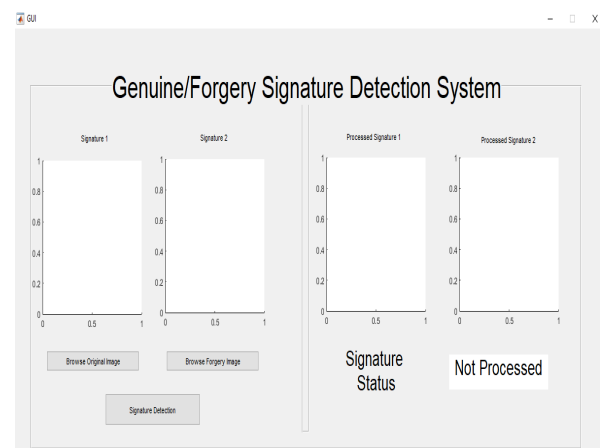 GUI
Genuine/Forgery Signature Detection System
Signature 1
Signature 2
Processed Signature 1
Processed Signature 2
1
0.8
0.6
0.4
0.2
0
0 0.5 1
1
0.8
0.6
0.4
0.2
0
0 0.5 1
1
0.8
0.6
0.4
0.2
0
0 0.5 1
1
0.8
0.6
0.4
0.2
0
0 0.5 1
Browse Original Image
Browse Forgery Image
Signature Detection
Signature
Status
Not Processed